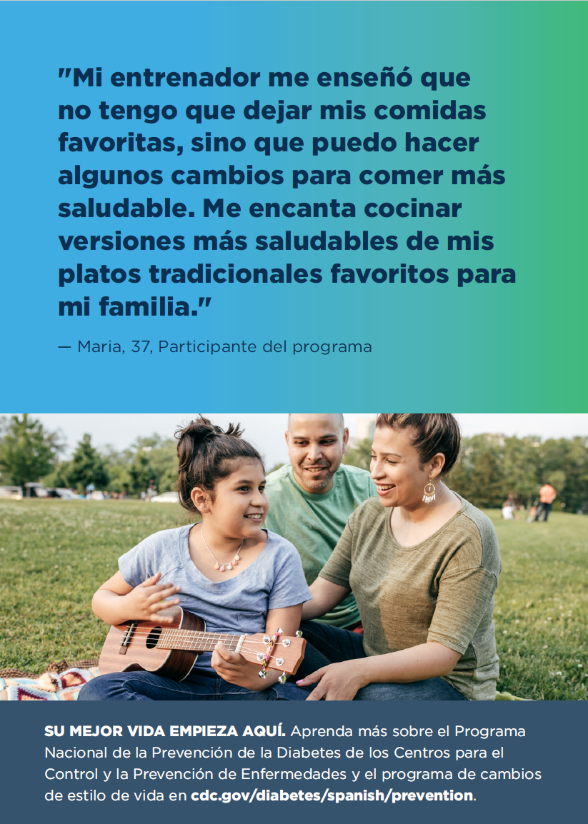 "Mi entrenador me enseñó que
no tengo que dejar mis comidas
favoritas, sino que puedo hacer
algunos cambios para comer más
saludable. Me encanta cocinar
versiones más saludables de mis
platos tradicionales favoritos para
mi familia."
— Maria, 37, Participante del programa
SU MEJOR VIDA EMPIEZA AQUÍ. Aprenda más sobre el Programa
Nacional de la Prevención de la Diabetes de los Centros para el
Control y la Prevención de Enfermedades y el programa de cambios
de estilo de vida en cdc.gov/diabetes/spanish/prevention.